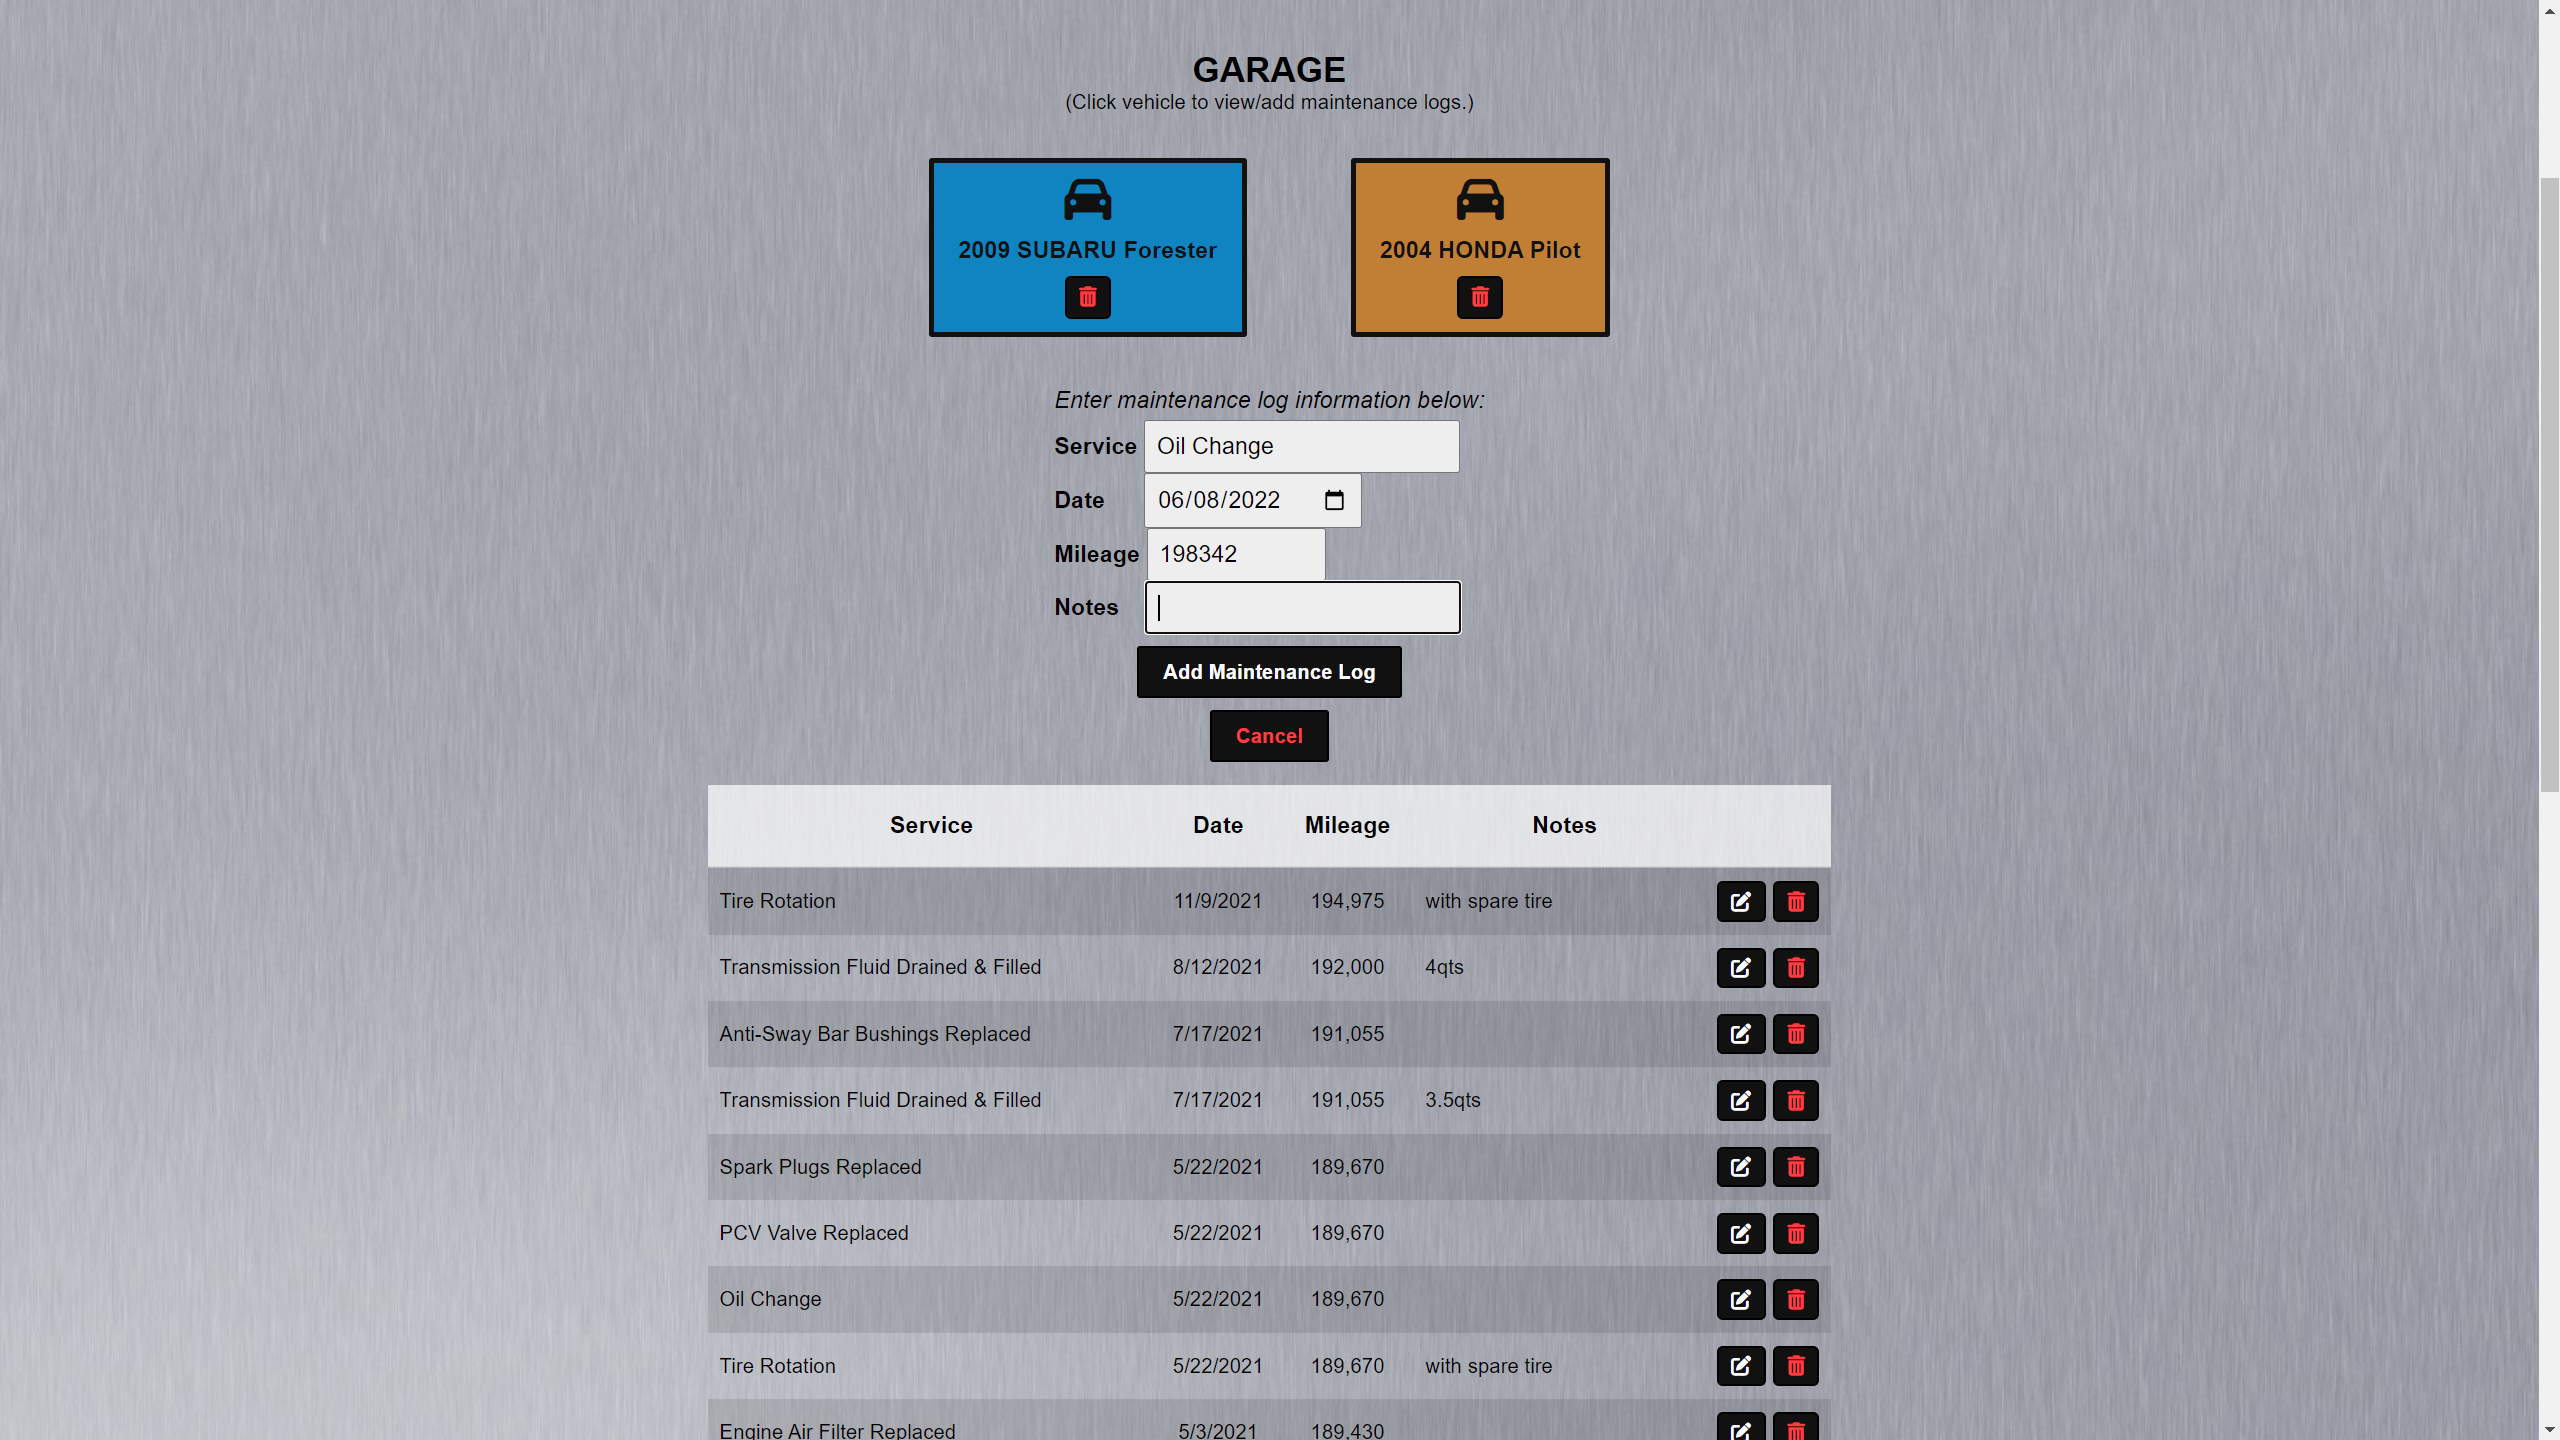 GARAGE
(Click vehicle to view/add maintenance logs.)
2009 SUBARU Forester
2004 HONDA Pilot
Enter maintenance log information below:
Service Oil Change
Date 06/08/2022
Mileage 198342
Notes
Add Maintenance Log
Cancel
Service Date Mileage Notes
Tire Rotation 11/9/2021 194,975 with spare tire
Transmission Fluid Drained & Filled 8/12/2021 192,000 4qts
Anti-Sway Bar Bushings Replaced 7/17/2021 191,055
Transmission Fluid Drained & Filled 7/17/2021 191,055 3.5qts
Spark Plugs Replaced 5/22/2021 189,670
PCV Valve Replaced 5/22/2021 189,670
Oil Change 5/22/2021 189,670
Tire Rotation 5/22/2021 189,670 with spare tire
Engine Air Filter Replaced 5/3/2021 189,430